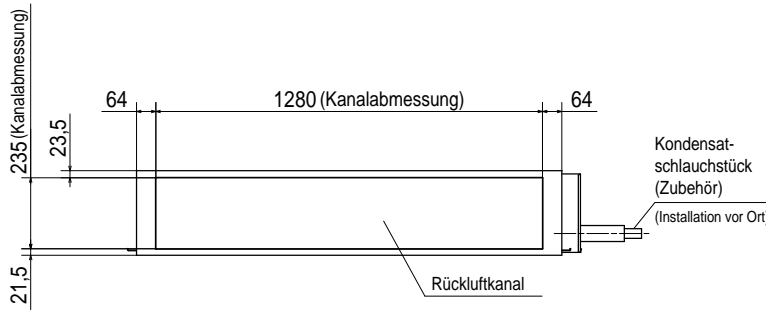 64
1280 (Kanalabmessung)
64
235 (Kanalabmessung)
23,5
21,5
Kondensat-
schlauchstück
(Zubehör)
(Installation vor Ort)
Rückluftkanal